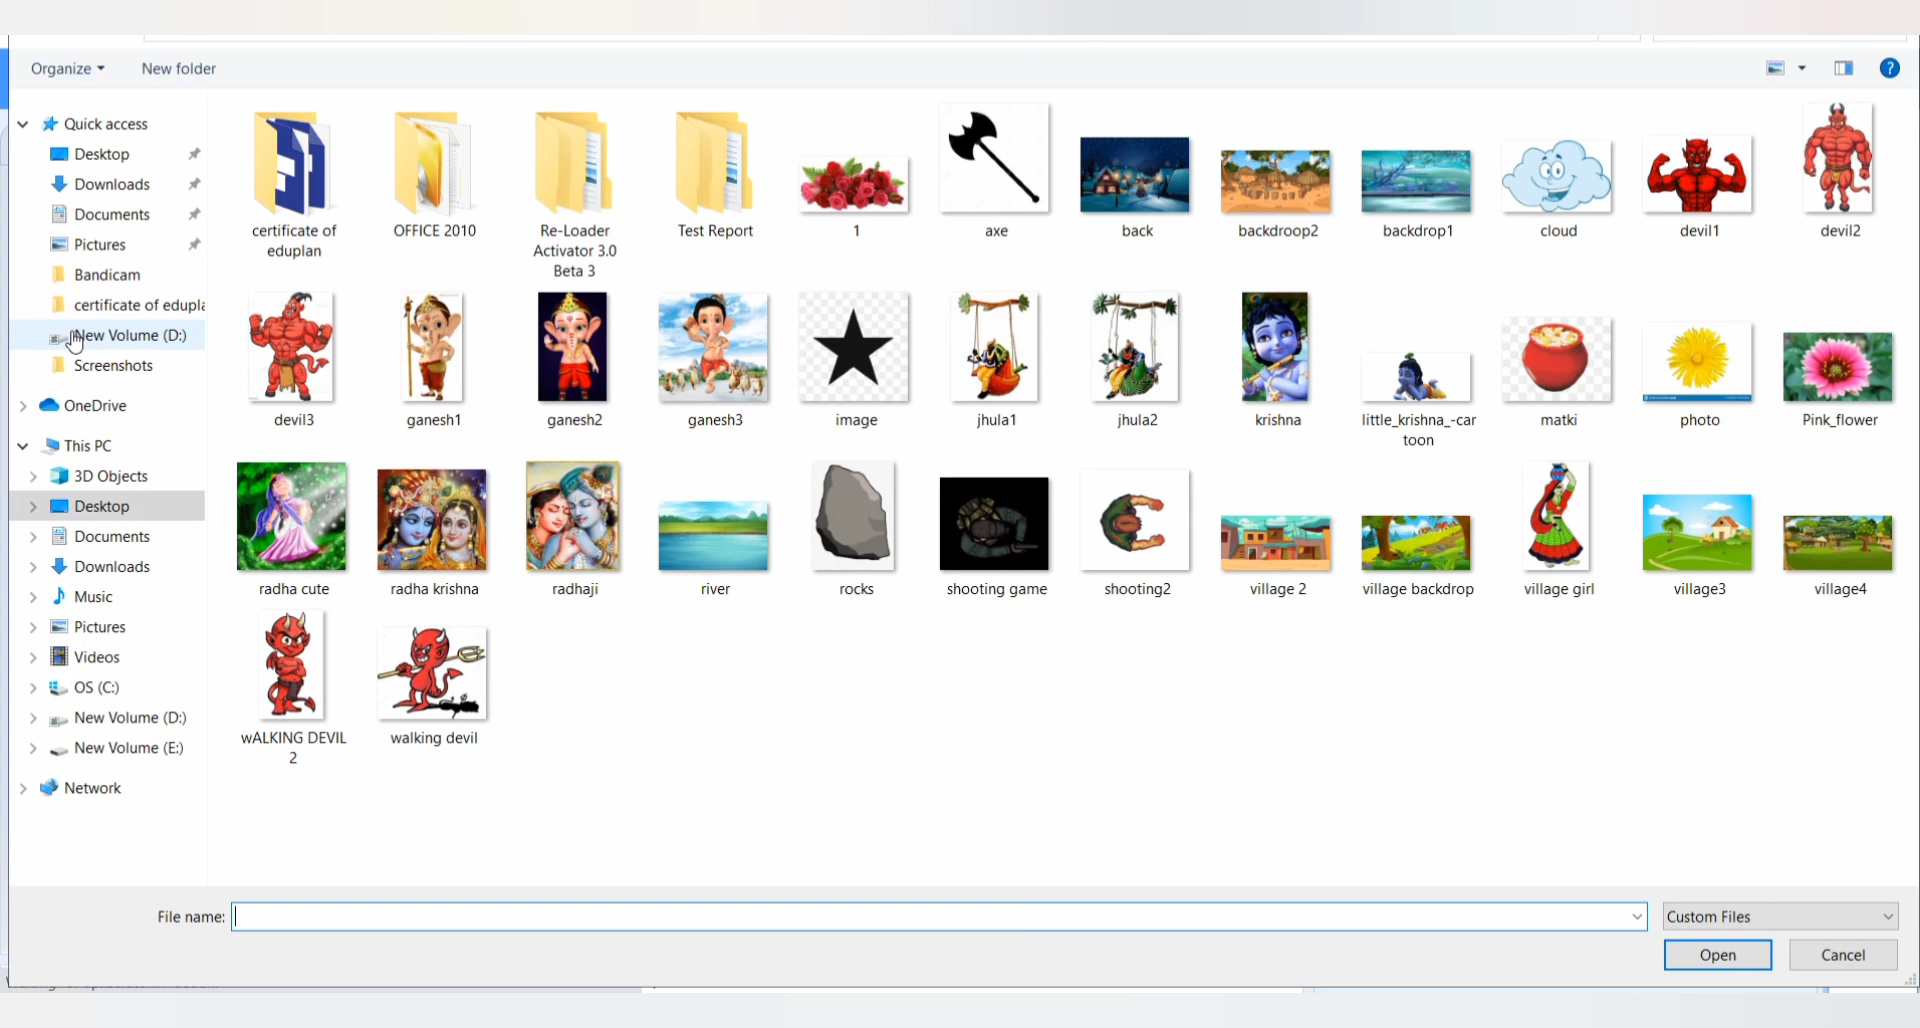 Organize
New folder
?
Quick access
Desktop
Downloads
Documents
Pictures
Bandicam
certificate of edupla
New Volume (D:)
Screenshots
OneDrive
This PC
3D Objects
Desktop
Documents
Downloads
Music
Pictures
Videos
OS (C:)
New Volume (D:)
New Volume (E:)
Network
certificate of
eduplan
OFFICE 2010
Re-Loader
Activator 3.0
Beta 3
Test Report
1
axe
back
backdroop2
backdrop1
cloud
devil1
devil2
devil3
ganesh1
ganesh2
ganesh3
image
jhula1
jhula2
krishna
little_krishna_-car
toon
matki
photo
Pink_flower
radha cute
radha krishna
radhaji
river
rocks
shooting game
shooting2
village 2
village backdrop
village girl
village3
village4
wALKING DEVIL
2
walking devil
File name:
Custom Files
Open
Cancel